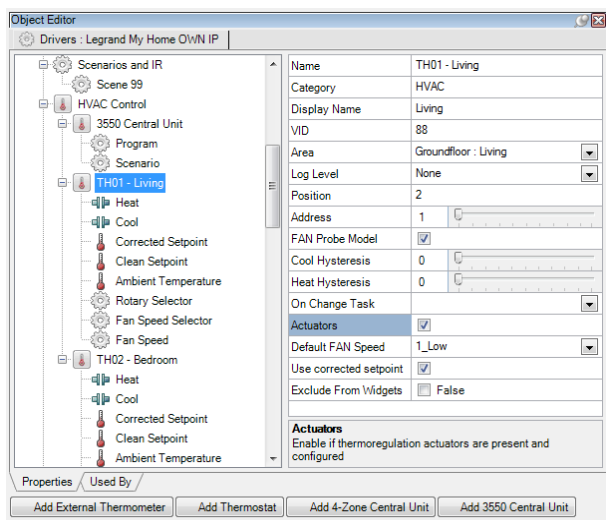 Object Editor
Drivers : Legrand My Home OWN IP
Scenarios and IR
Scene 99
HVAC Control
3550 Central Unit
Program
Scenario
TH01 - Living
Heat
Cool
Corrected Setpoint
Clean Setpoint
Ambient Temperature
Rotary Selector
Fan Speed Selector
Fan Speed
TH02 - Bedroom
Heat
Cool
Corrected Setpoint
Clean Setpoint
Ambient Temperature
Name TH01 - Living
Category HVAC
Display Name Living
VID 88
Area Groundfloor : Living
Log Level None
Position 2
Address 1
FAN Probe Model
Cool Hysteresis 0
Heat Hysteresis 0
On Change Task
Actuators
Default FAN Speed 1_Low
Use corrected setpoint
Exclude From Widgets False
Actuators
Enable if thermoregulation actuators are present and
configured
Properties Used By
Add External Thermometer Add Thermostat Add 4-Zone Central Unit Add 3550 Central Unit